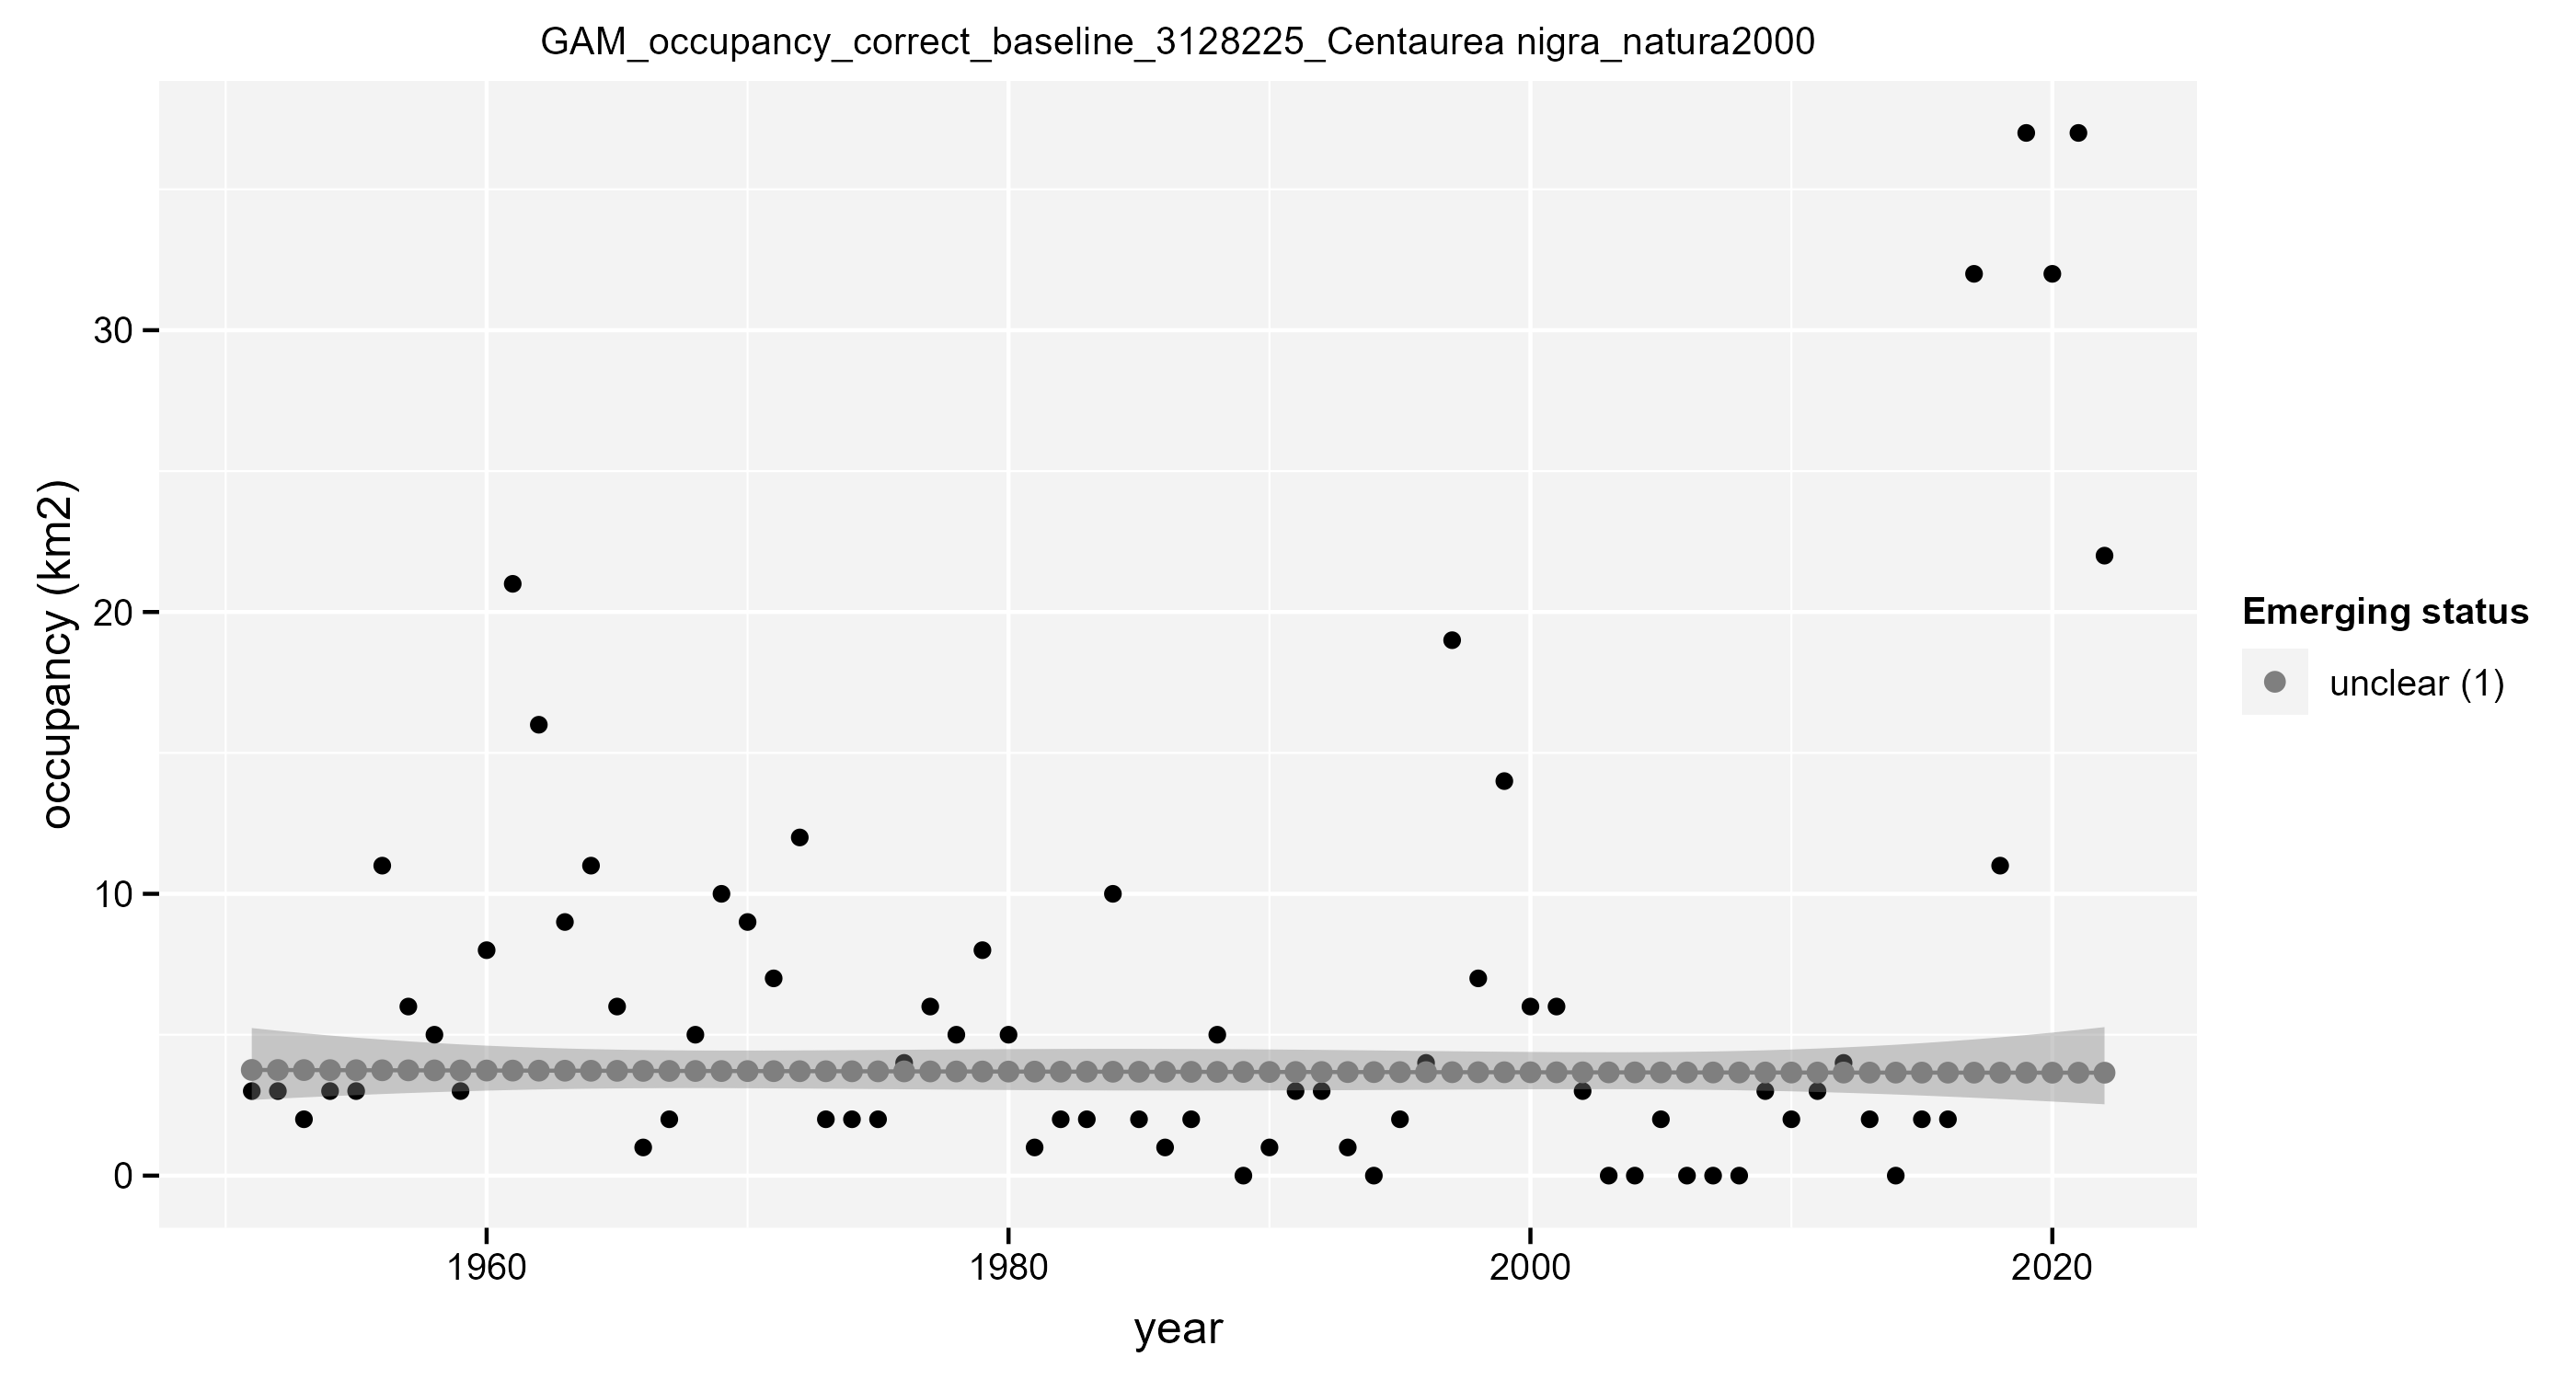 GAM_occupancy_correct_baseline_3128225_Centaurea nigra_natura2000
occupancy (km2)
30
20
10
0
1960
1980
2000
2020
year
Emerging status
unclear (1)